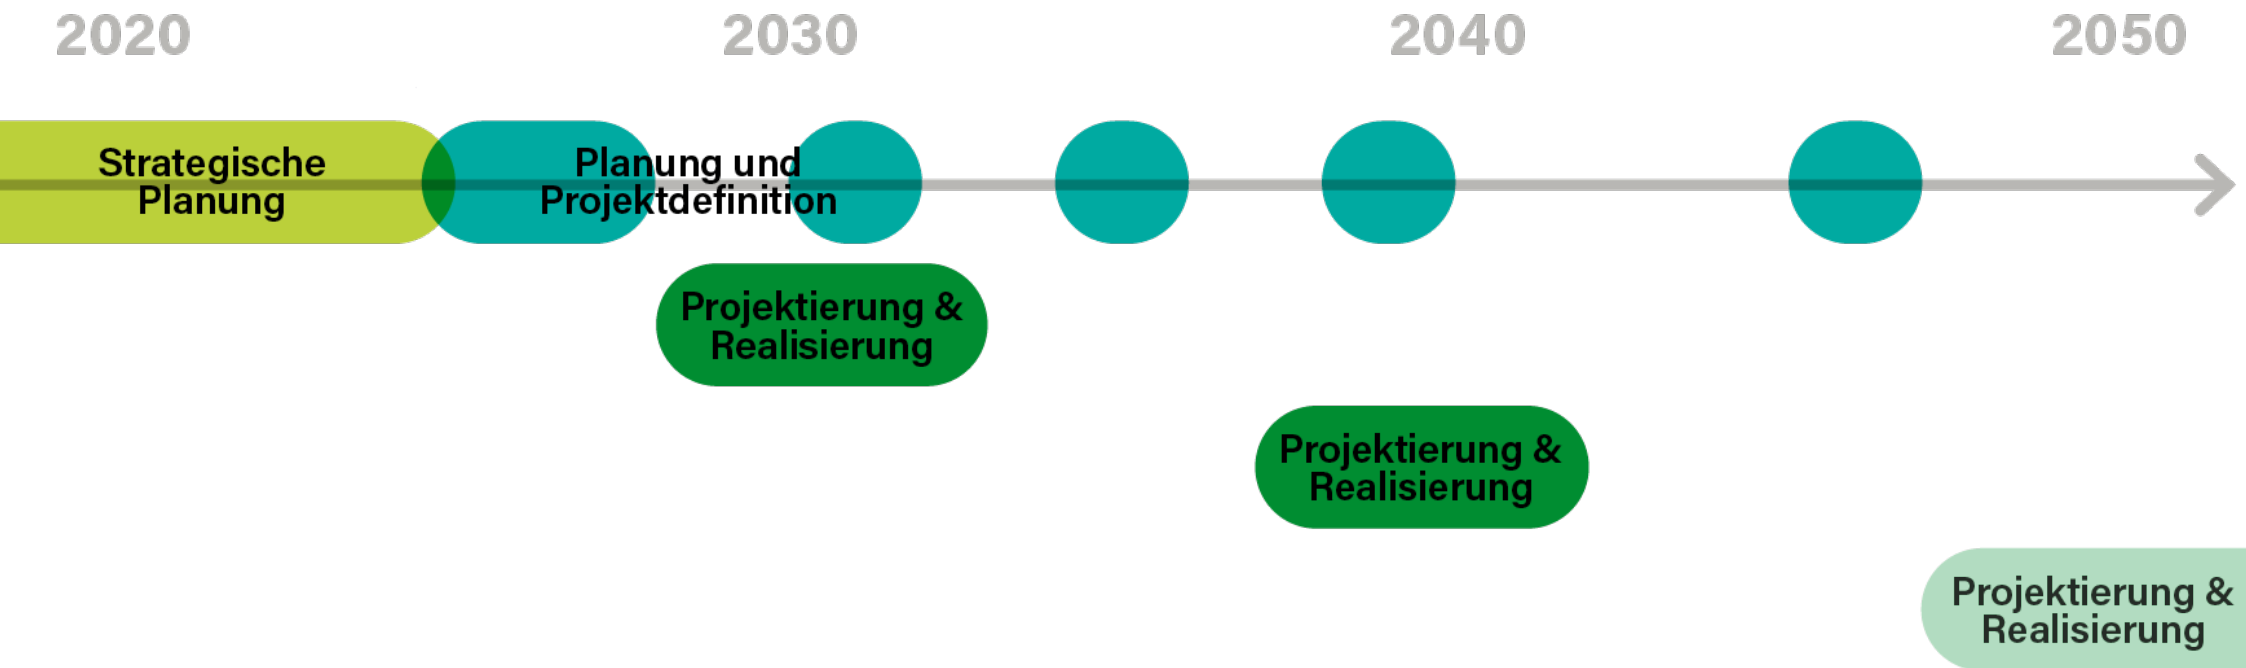 2020 2030 2040 2050
Strategische
Planung
Planung und
Projektdefinition
Projektierung &
Realisierung
Projektierung &
Realisierung
Projektierung &
Realisierung